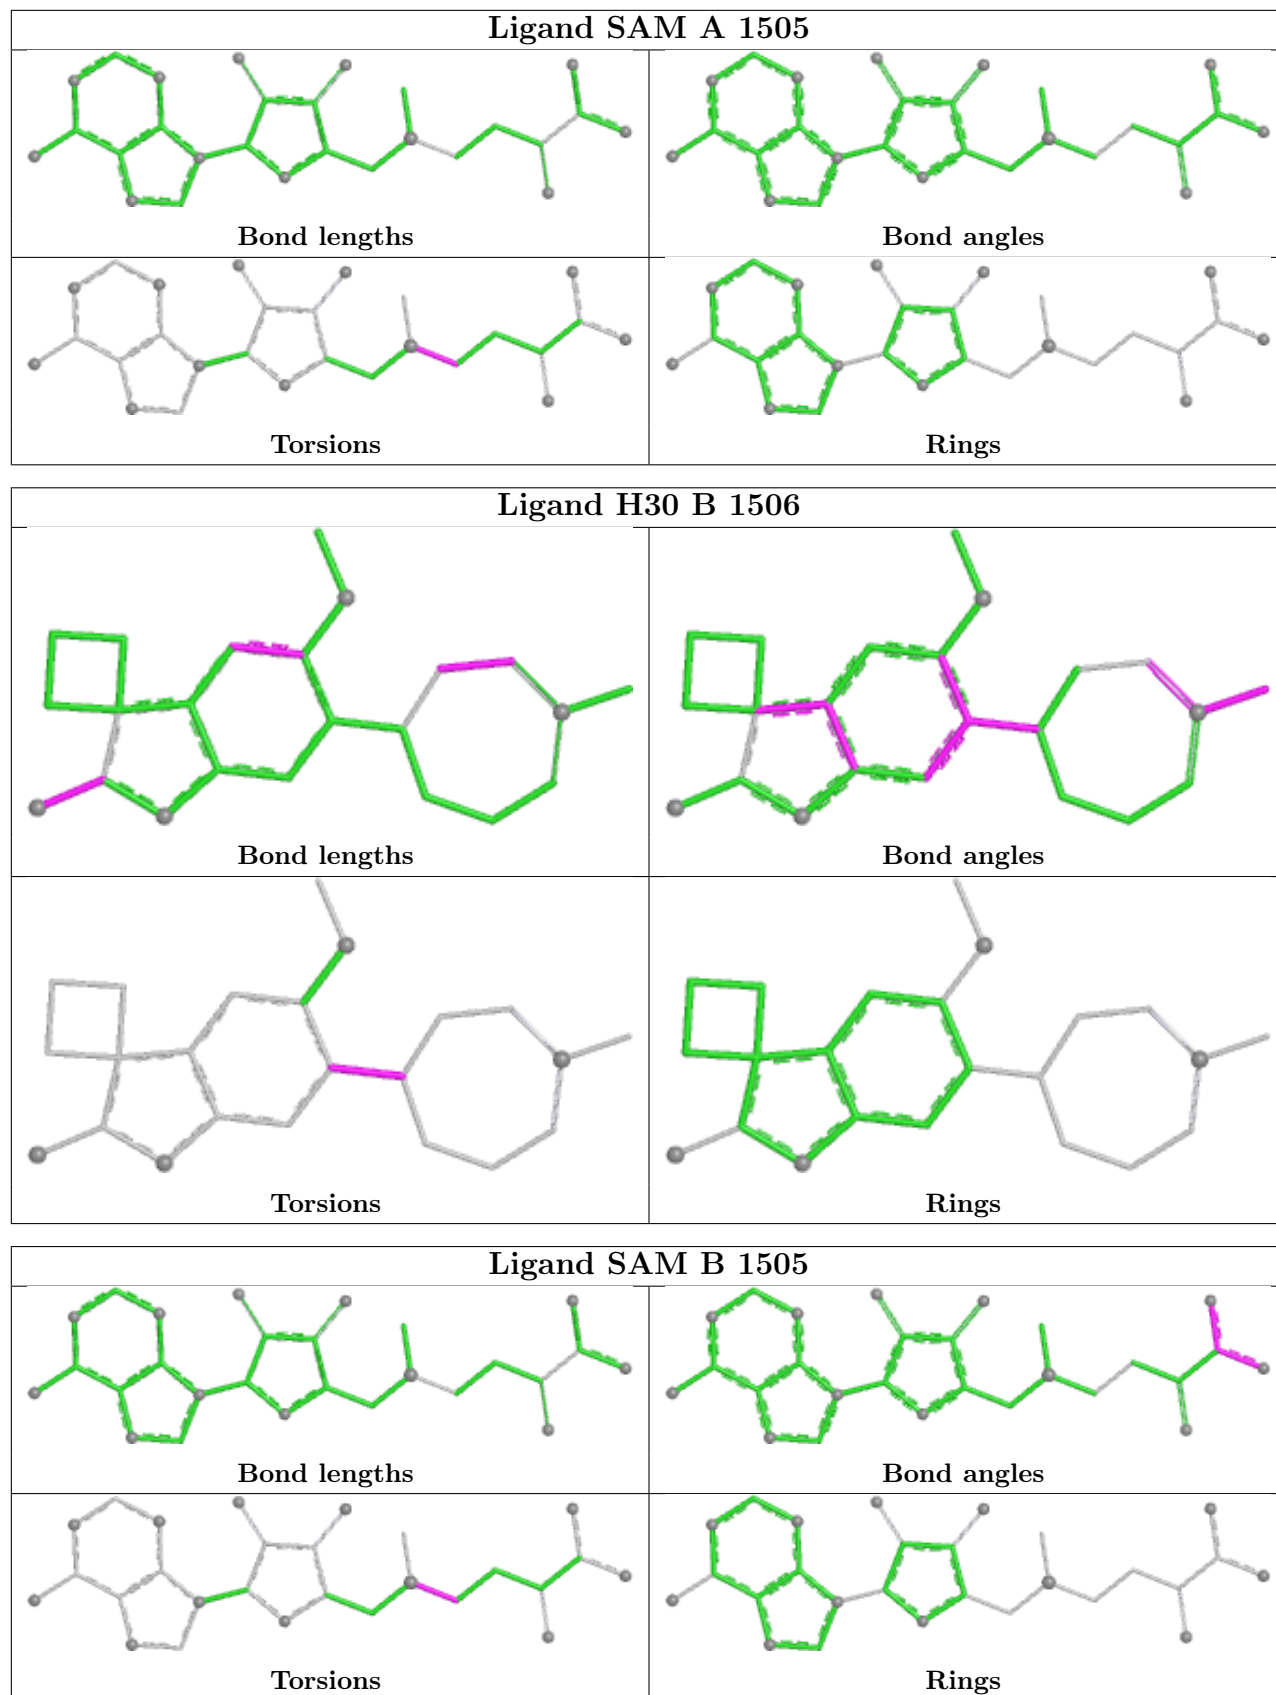 Ligand SAM A 1505
Bond lengths
Bond angles
Torsions
Rings
Ligand H30 B 1506
Bond lengths
Bond angles
Torsions
Rings
Ligand SAM B 1505
Bond lengths
Bond angles
Torsions
Rings